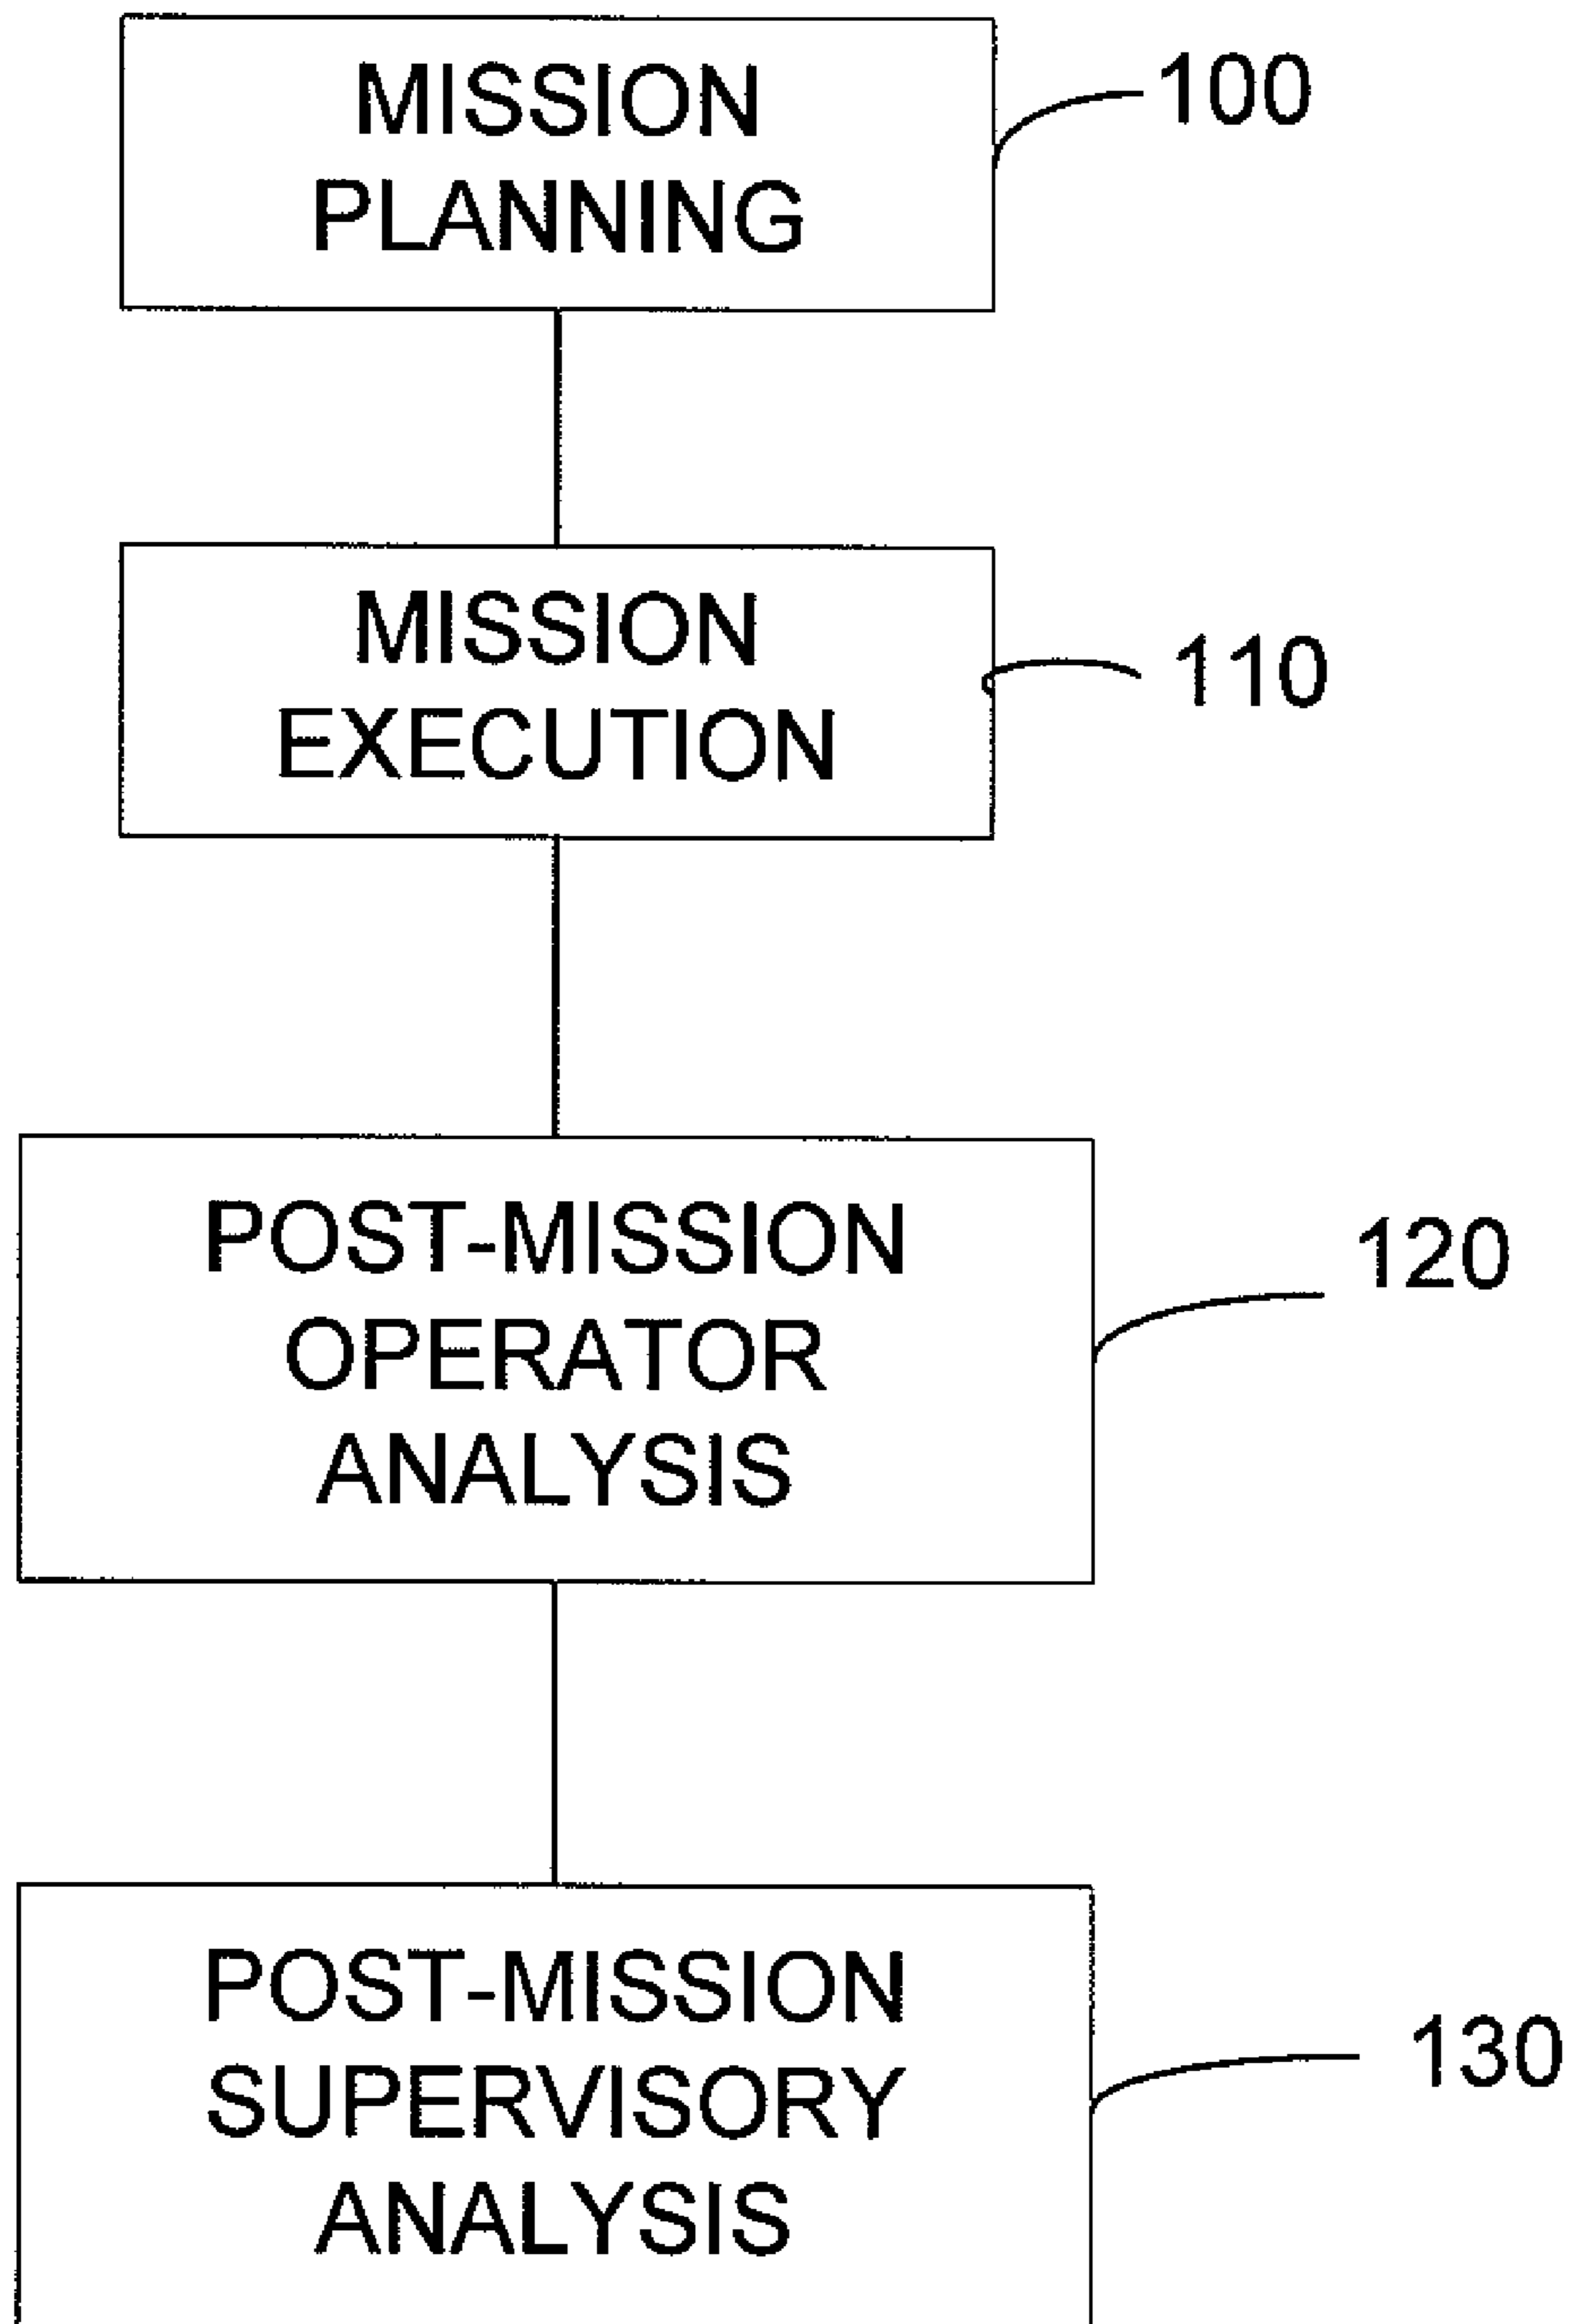 MISSION
PLANNING
100
MISSION
EXECUTION
110
POST-MISSION
OPERATOR
ANALYSIS
120
POST-MISSION
SUPERVISORY
ANALYSIS
130